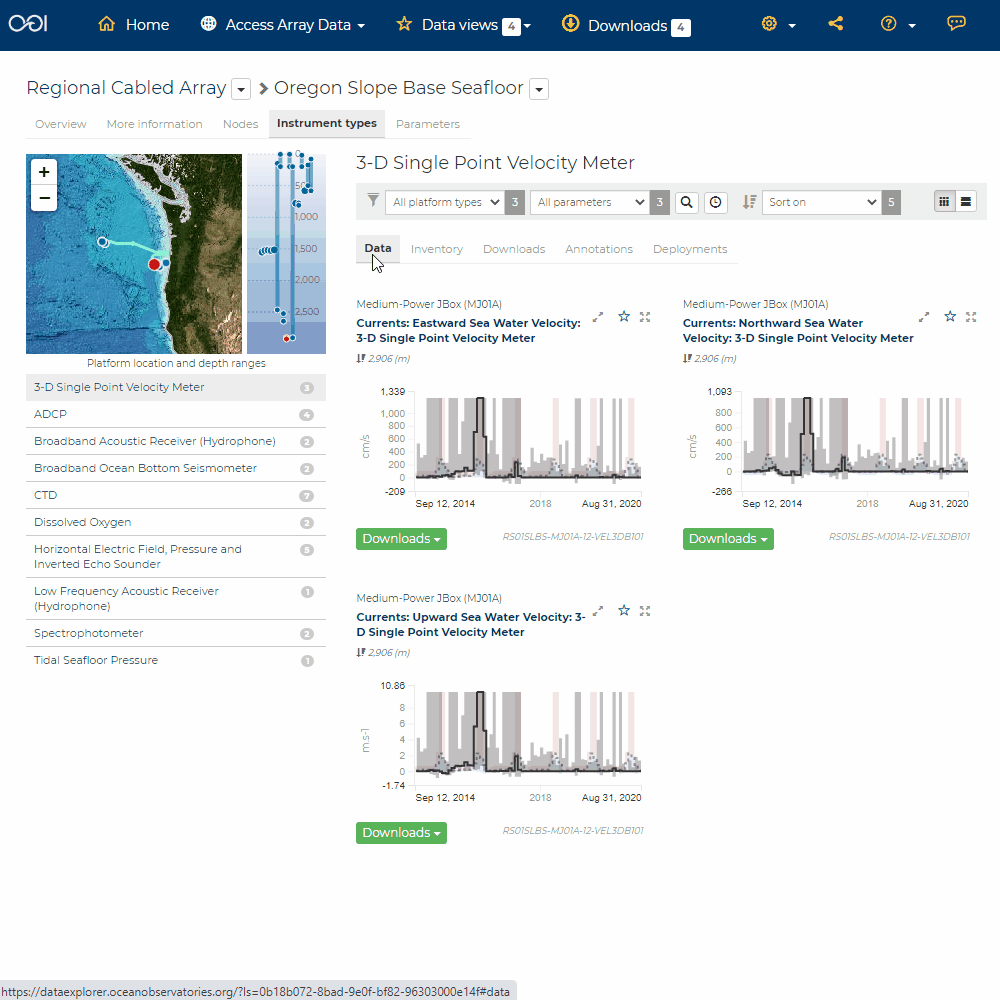 OOI Home Access Array Data Data views 4 Downloads 4
Regional Cabled Array Oregon Slope Base Seafloor
Overview More information Nodes Instrument types Parameters
+
−
0
500
1,000
1,500
2,000
2,500
Platform location and depth ranges
3-D Single Point Velocity Meter 3
ADCP 4
Broadband Acoustic Receiver (Hydrophone) 2
Broadband Ocean Bottom Seismometer 2
CTD 7
Dissolved Oxygen 2
Horizontal Electric Field, Pressure and
Inverted Echo Sounder 5
Low Frequency Acoustic Receiver
(Hydrophone) 1
Spectrophotometer 2
Tidal Seafloor Pressure 1
3-D Single Point Velocity Meter
All platform types 3 All parameters 3 Sort on 5
Data Inventory Downloads Annotations Deployments
Medium-Power JBox (MJ01A)
Currents: Eastward Sea Water Velocity:
3-D Single Point Velocity Meter
2,906 (m)
cm/s
1,339
1,000
800
600
400
200
0
-209
Sep 12, 2014 2018 Aug 31, 2020
Downloads RS01SLBS-MJ01A-12-VEL3DB101
Medium-Power JBox (MJ01A)
Currents: Northward Sea Water
Velocity: 3-D Single Point Velocity Meter
2,906 (m)
cm/s
1,093
800
600
400
200
0
-266
Sep 12, 2014 2018 Aug 31, 2020
Downloads RS01SLBS-MJ01A-12-VEL3DB101
Medium-Power JBox (MJ01A)
Currents: Upward Sea Water Velocity: 3-
D Single Point Velocity Meter
2,906 (m)
m.s-1
10.86
8
6
4
2
0
-1.74
Sep 12, 2014 2018 Aug 31, 2020
Downloads RS01SLBS-MJ01A-12-VEL3DB101
https://dataexplorer.oceanobservatories.org/?ls=0b18b072-8bad-9e0f-bf82-96303000e14f#data